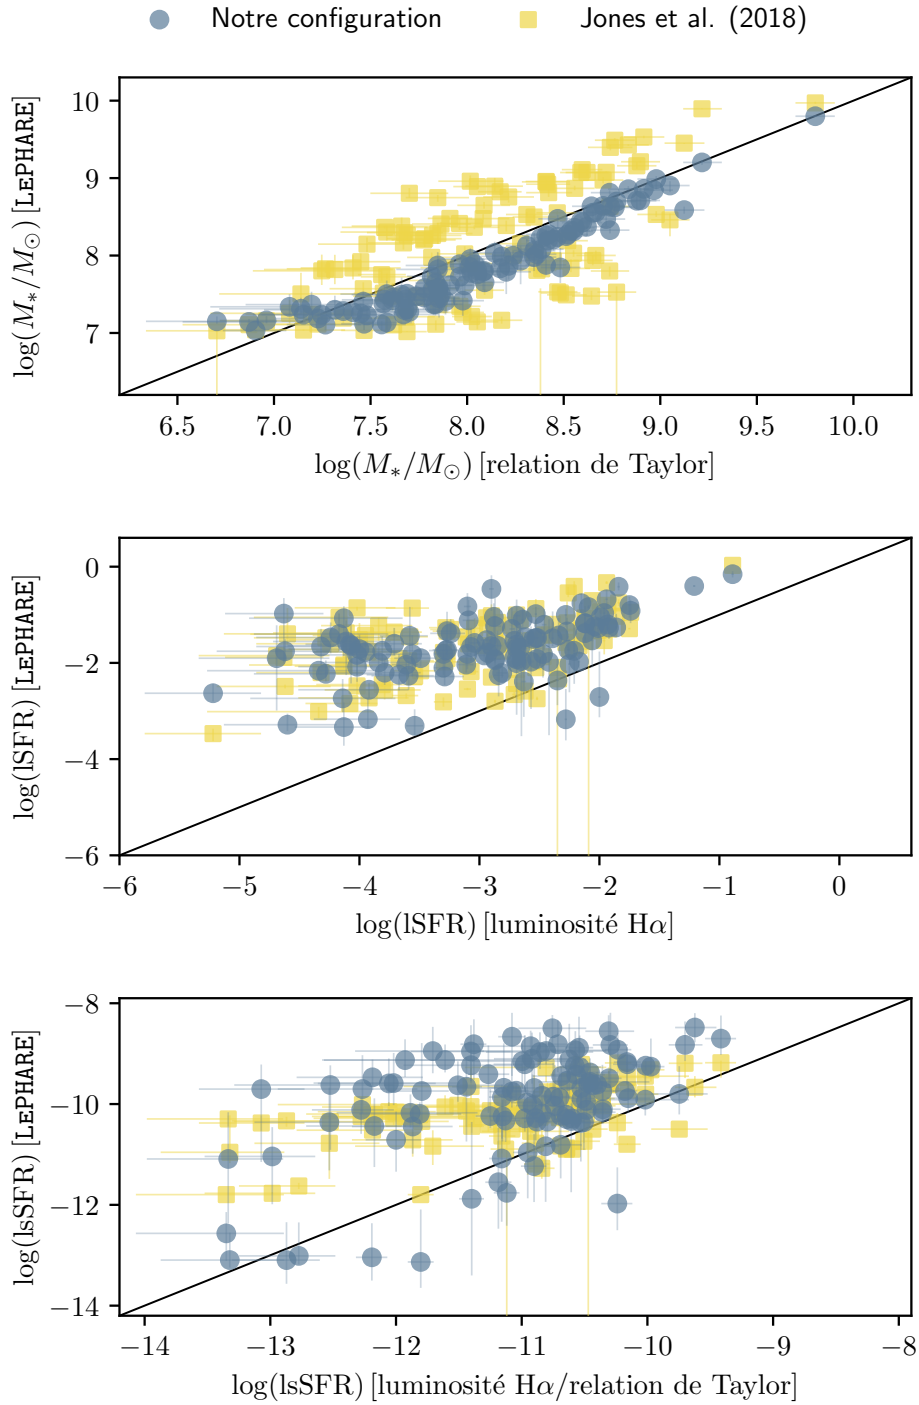 Notre configuration Jones et al. (2018)
10
9
8
7
log(M*/M⊙) [LEPHARE]
6.5 7.0 7.5 8.0 8.5 9.0 9.5 10.0
log(M*/M⊙) [relation de Taylor]
0
−2
−4
−6
log(lSFR) [LEPHARE]
−6 −5 −4 −3 −2 −1 0
log(lSFR) [luminosité Hα]
−8
−10
−12
−14
log(lsSFR) [LEPHARE]
−14 −13 −12 −11 −10 −9 −8
log(lsSFR) [luminosité Hα/relation de Taylor]